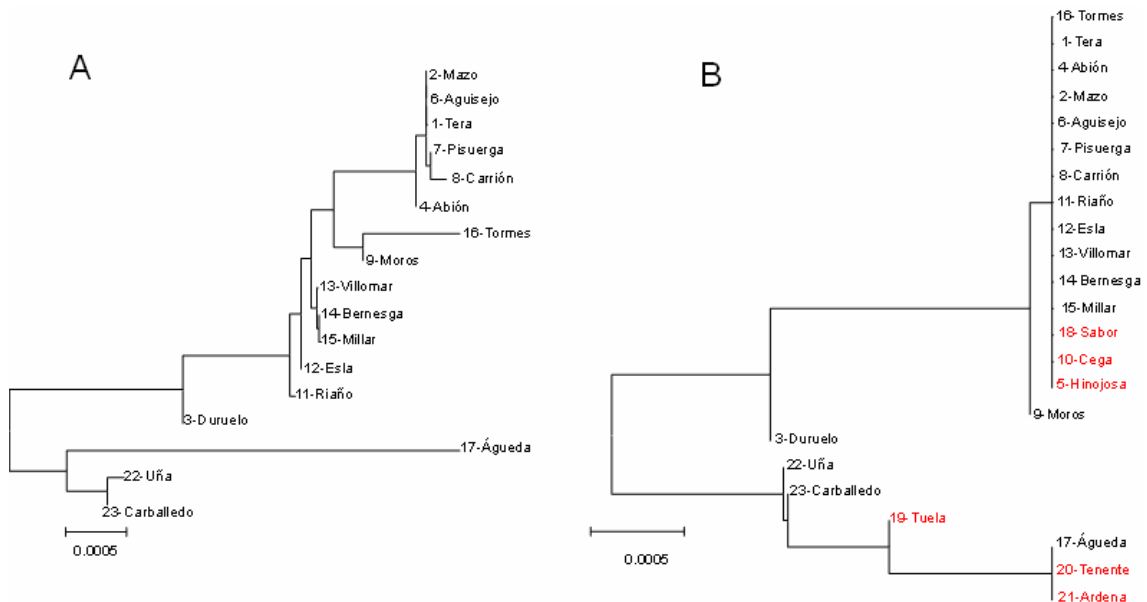 A
2-Mazo
6-Aguisejo
1-Tera
7-Pisuerga
8-Carrión
4-Abión
16-Tormes
9-Moros
13-Villomar
14-Bernesga
15-Millar
12-Esla
11-Riaño
3-Duruelo
17-Águeda
22-Uña
23-Carballedo
0.0005
B
16-Tormes
1-Tera
4-Abión
2-Mazo
6-Aguisejo
7-Pisuerga
8-Carrión
11-Riaño
12-Esla
13-Villomar
14-Bernesga
15-Millar
18-Sabor
10-Cega
5-Hinojosa
9-Moros
3-Duruelo
22-Uña
23-Carballedo
19-Tuela
17-Águeda
20-Tenente
21-Ardena
0.0005